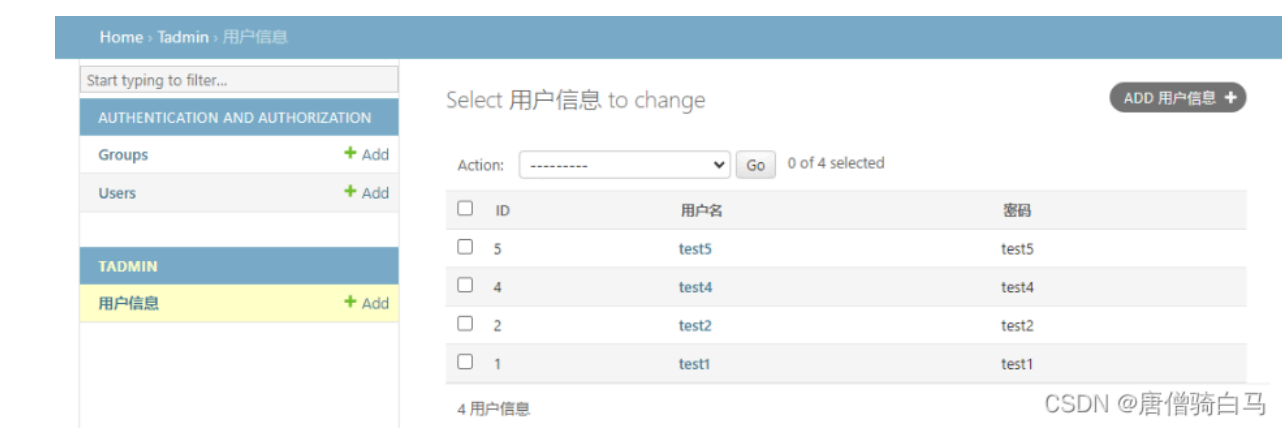 Home › Tadmin › 用户信息
Start typing to filter...
AUTHENTICATION AND AUTHORIZATION
Groups + Add
Users + Add
TADMIN
用户信息 + Add
Select 用户信息 to change
ADD 用户信息 +
Action: --------- Go 0 of 4 selected
ID 用户名 密码
5 test5 test5
4 test4 test4
2 test2 test2
1 test1 test1
4 用户信息
CSDN @唐僧骑白马